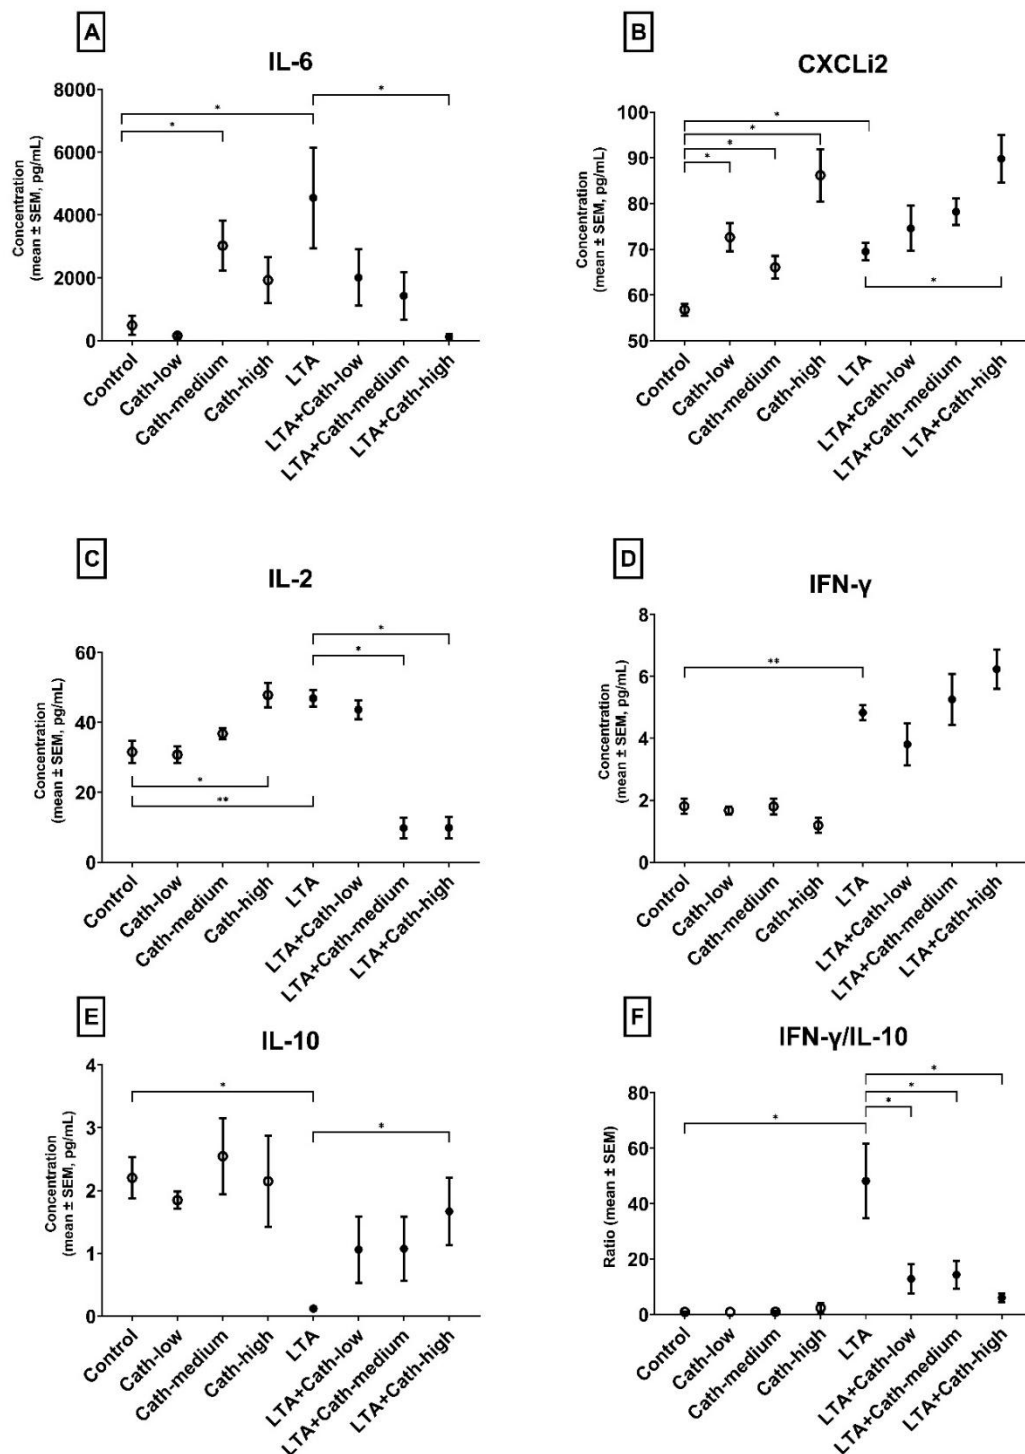 A
IL-6
Concentration
(mean ± SEM, pg/mL)
8000
6000
4000
2000
0
*
*
*
Control
Cath-low
Cath-medium
Cath-high
LTA
LTA+Cath-low
LTA+Cath-medium
LTA+Cath-high
B
CXCLi2
Concentration
(mean ± SEM, pg/mL)
100
90
80
70
60
50
*
*
*
*
*
Control
Cath-low
Cath-medium
Cath-high
LTA
LTA+Cath-low
LTA+Cath-medium
LTA+Cath-high
C
IL-2
Concentration
(mean ± SEM, pg/mL)
60
40
20
0
*
*
*
**
Control
Cath-low
Cath-medium
Cath-high
LTA
LTA+Cath-low
LTA+Cath-medium
LTA+Cath-high
D
IFN-γ
Concentration
(mean ± SEM, pg/mL)
8
6
4
2
0
**
Control
Cath-low
Cath-medium
Cath-high
LTA
LTA+Cath-low
LTA+Cath-medium
LTA+Cath-high
E
IL-10
Concentration
(mean ± SEM, pg/mL)
4
3
2
1
0
*
*
Control
Cath-low
Cath-medium
Cath-high
LTA
LTA+Cath-low
LTA+Cath-medium
LTA+Cath-high
F
IFN-γ/IL-10
Ratio (mean ± SEM)
80
60
40
20
0
*
*
*
*
Control
Cath-low
Cath-medium
Cath-high
LTA
LTA+Cath-low
LTA+Cath-medium
LTA+Cath-high